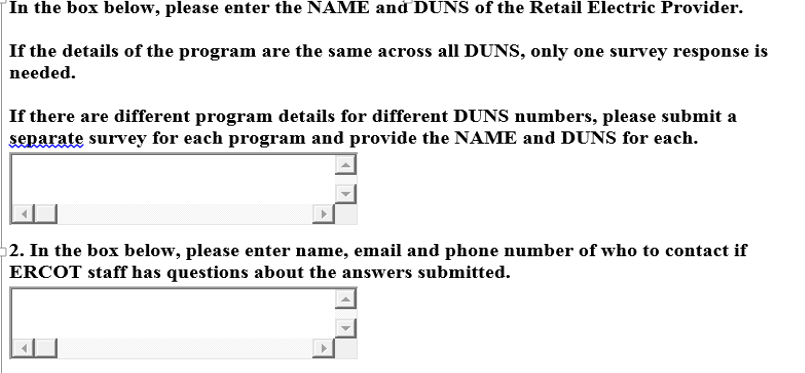 In the box below, please enter the NAME and DUNS of the Retail Electric Provider.
If the details of the program are the same across all DUNS, only one survey response is
needed.
If there are different program details for different DUNS numbers, please submit a
separate survey for each program and provide the NAME and DUNS for each.
2. In the box below, please enter name, email and phone number of who to contact if
ERCOT staff has questions about the answers submitted.